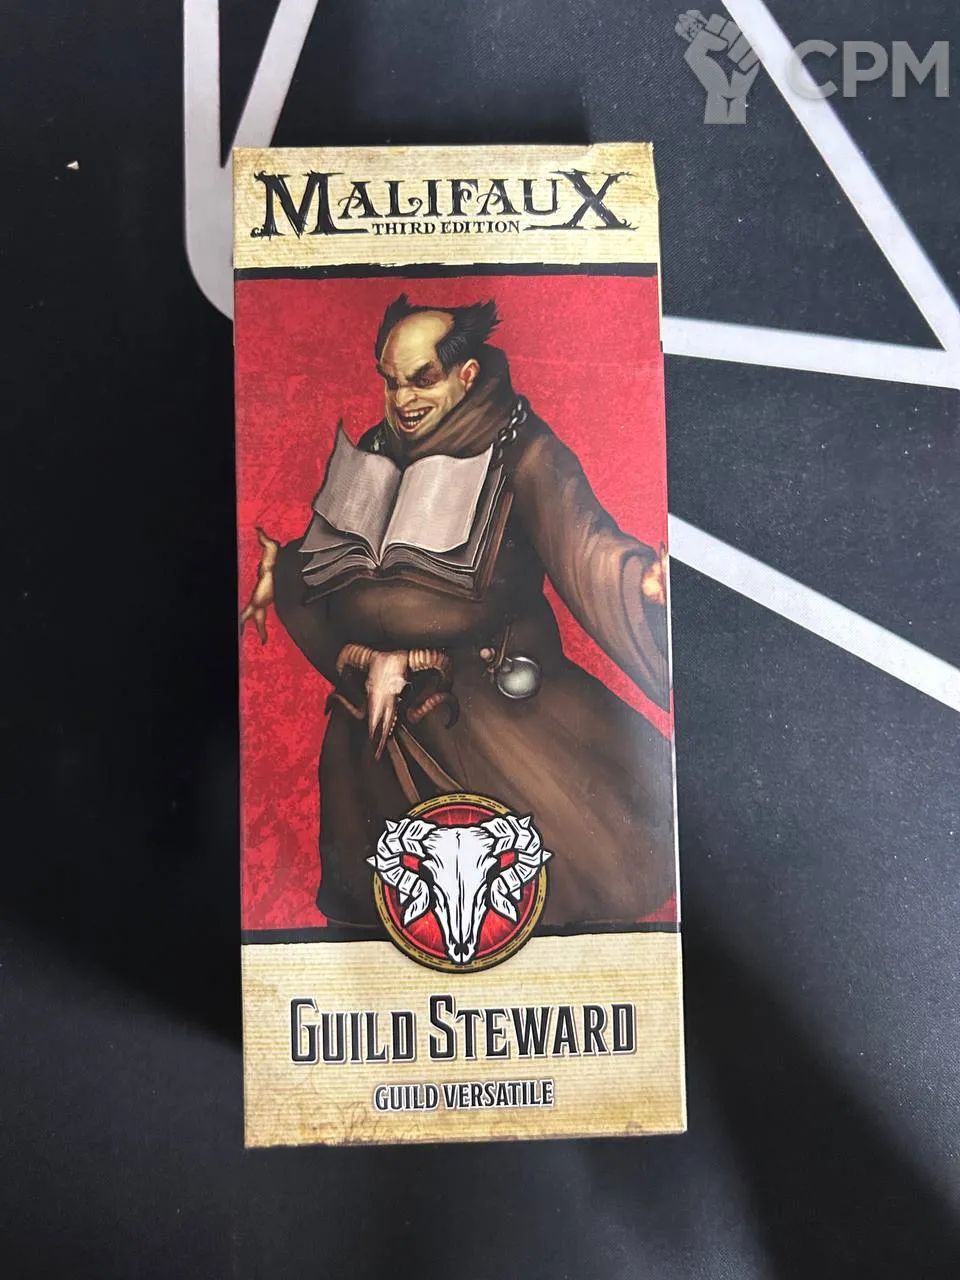 CPM
MALIFAUX
THIRD EDITION
GUILD STEWARD
GUILD VERSATILE